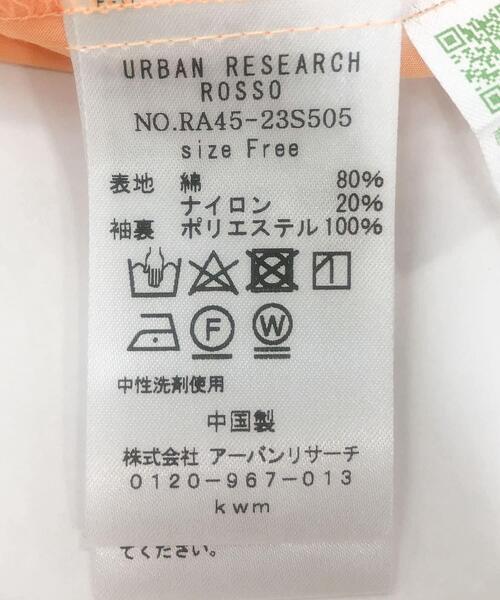 URBAN RESEARCH
ROSSO
NO.RA45-23S505
size Free
表地 綿 80%
ナイロン 20%
袖裏 ポリエステル 100%
F W
中性洗剤使用
中国製
株式会社 アーバンリサーチ
0120-967-013
kwm
てください。